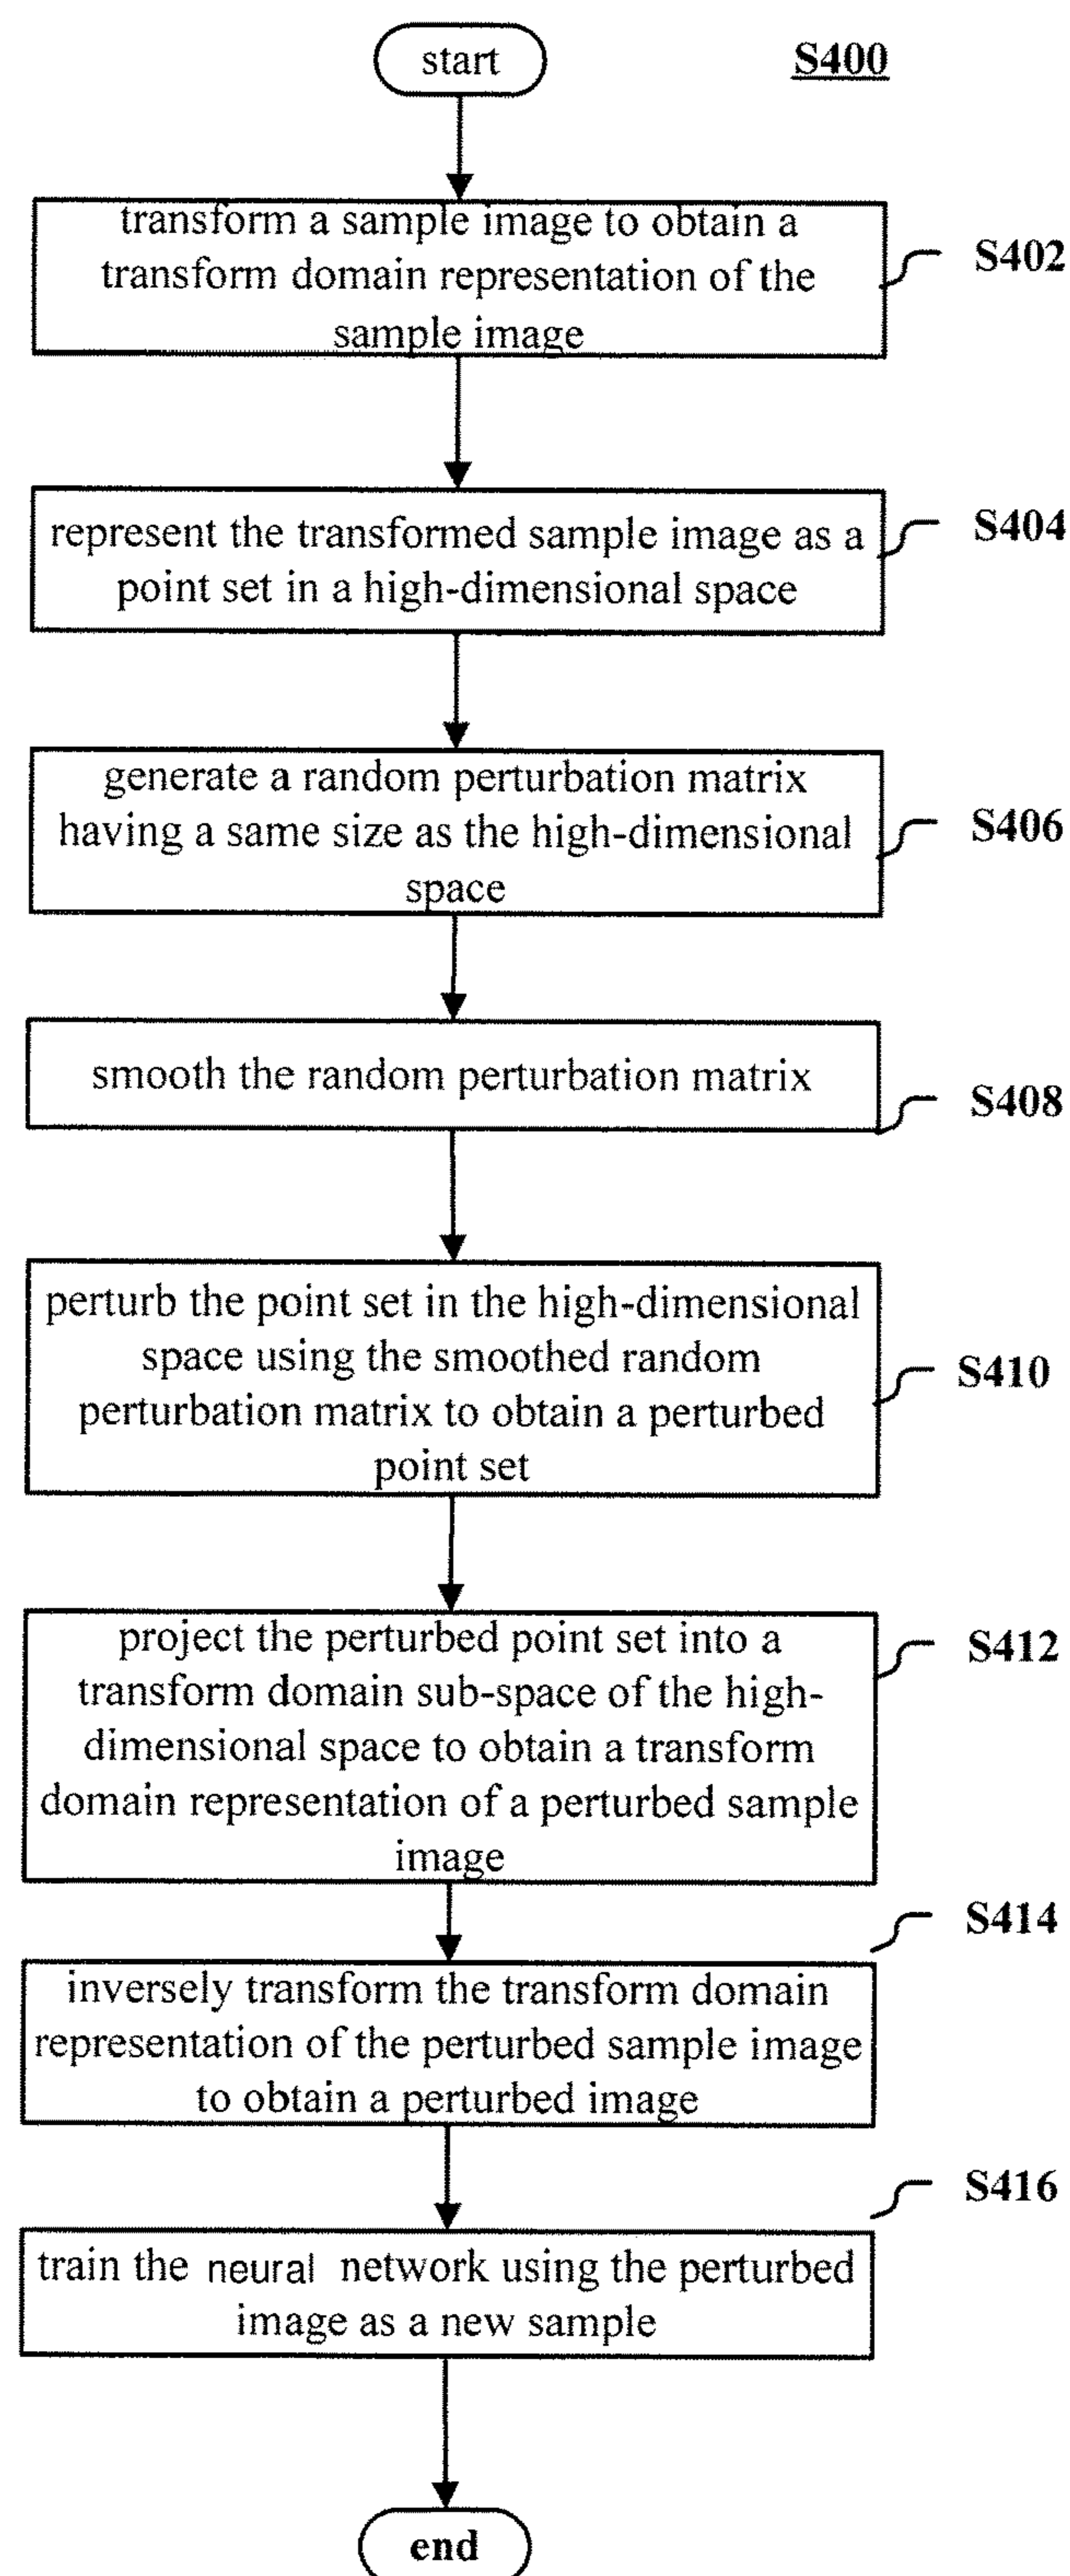 start
S400
transform a sample image to obtain a
transform domain representation of the
sample image
S402
represent the transformed sample image as a
point set in a high-dimensional space
S404
generate a random perturbation matrix
having a same size as the high-dimensional
space
S406
smooth the random perturbation matrix
S408
perturb the point set in the high-dimensional
space using the smoothed random
perturbation matrix to obtain a perturbed
point set
S410
project the perturbed point set into a
transform domain sub-space of the high-
dimensional space to obtain a transform
domain representation of a perturbed sample
image
S412
S414
inversely transform the transform domain
representation of the perturbed sample image
to obtain a perturbed image
S416
train the neural network using the perturbed
image as a new sample
end